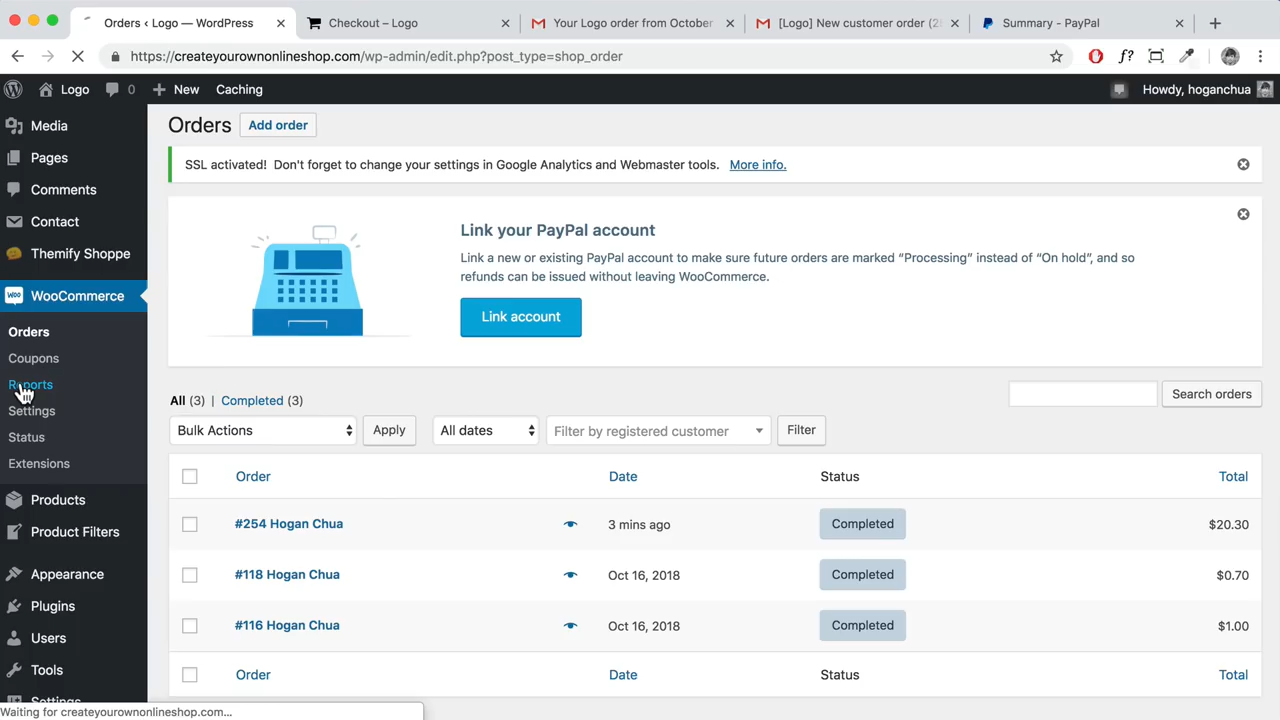 Orders ‹ Logo — WordPress
Checkout – Logo
Your Logo order from October
[Logo] New customer order (2
Summary - PayPal
https://createyourownonlineshop.com/wp-admin/edit.php?post_type=shop_order
f?
Logo
0
New
Caching
Howdy, hoganchua
Media
Pages
Comments
Contact
Themify Shoppe
WooCommerce
Orders
Coupons
Reports
Settings
Status
Extensions
Products
Product Filters
Appearance
Plugins
Users
Tools
Settings
Orders
Add order
SSL activated! Don't forget to change your settings in Google Analytics and Webmaster tools. More info.
Link your PayPal account
Link a new or existing PayPal account to make sure future orders are marked “Processing” instead of “On hold”, and so
refunds can be issued without leaving WooCommerce.
Link account
All (3) | Completed (3)
Search orders
Bulk Actions
Apply
All dates
Filter by registered customer
Filter
Order Date Status Total
#254 Hogan Chua 3 mins ago Completed $20.30
#118 Hogan Chua Oct 16, 2018 Completed $0.70
#116 Hogan Chua Oct 16, 2018 Completed $1.00
Order Date Status Total
Waiting for createyourownonlineshop.com...